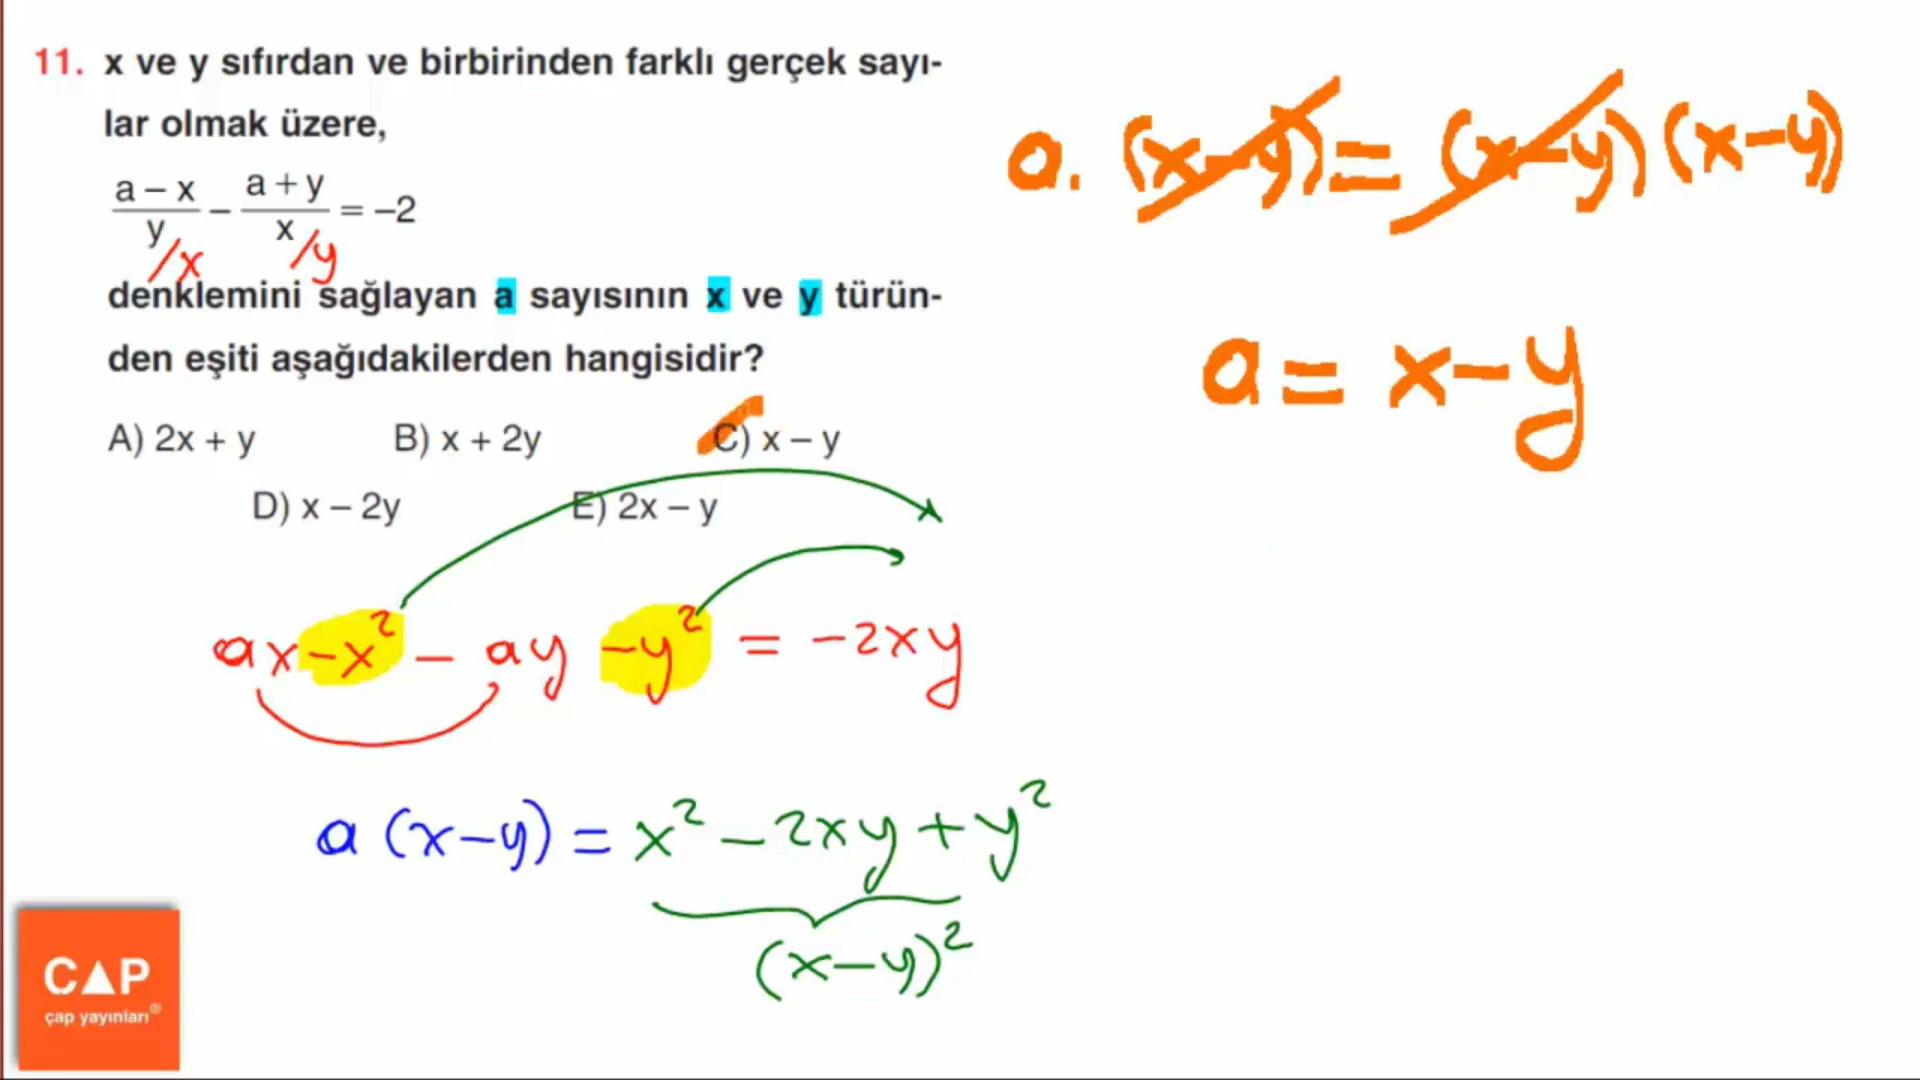 11. x ve y sıfırdan ve birbirinden farklı gerçek sayı-
lar olmak üzere,
a – x / y – a + y / x = –2
/x /y
denklemini sağlayan a sayısının x ve y türün-
den eşiti aşağıdakilerden hangisidir?
A) 2x + y B) x + 2y C) x – y
D) x – 2y E) 2x – y
ax – x² – ay – y² = – 2xy
a (x – y) = x² – 2xy + y²
(x – y)²
a. (x – y) = (x – y) (x – y)
a = x – y
CAP
çap yayınları®